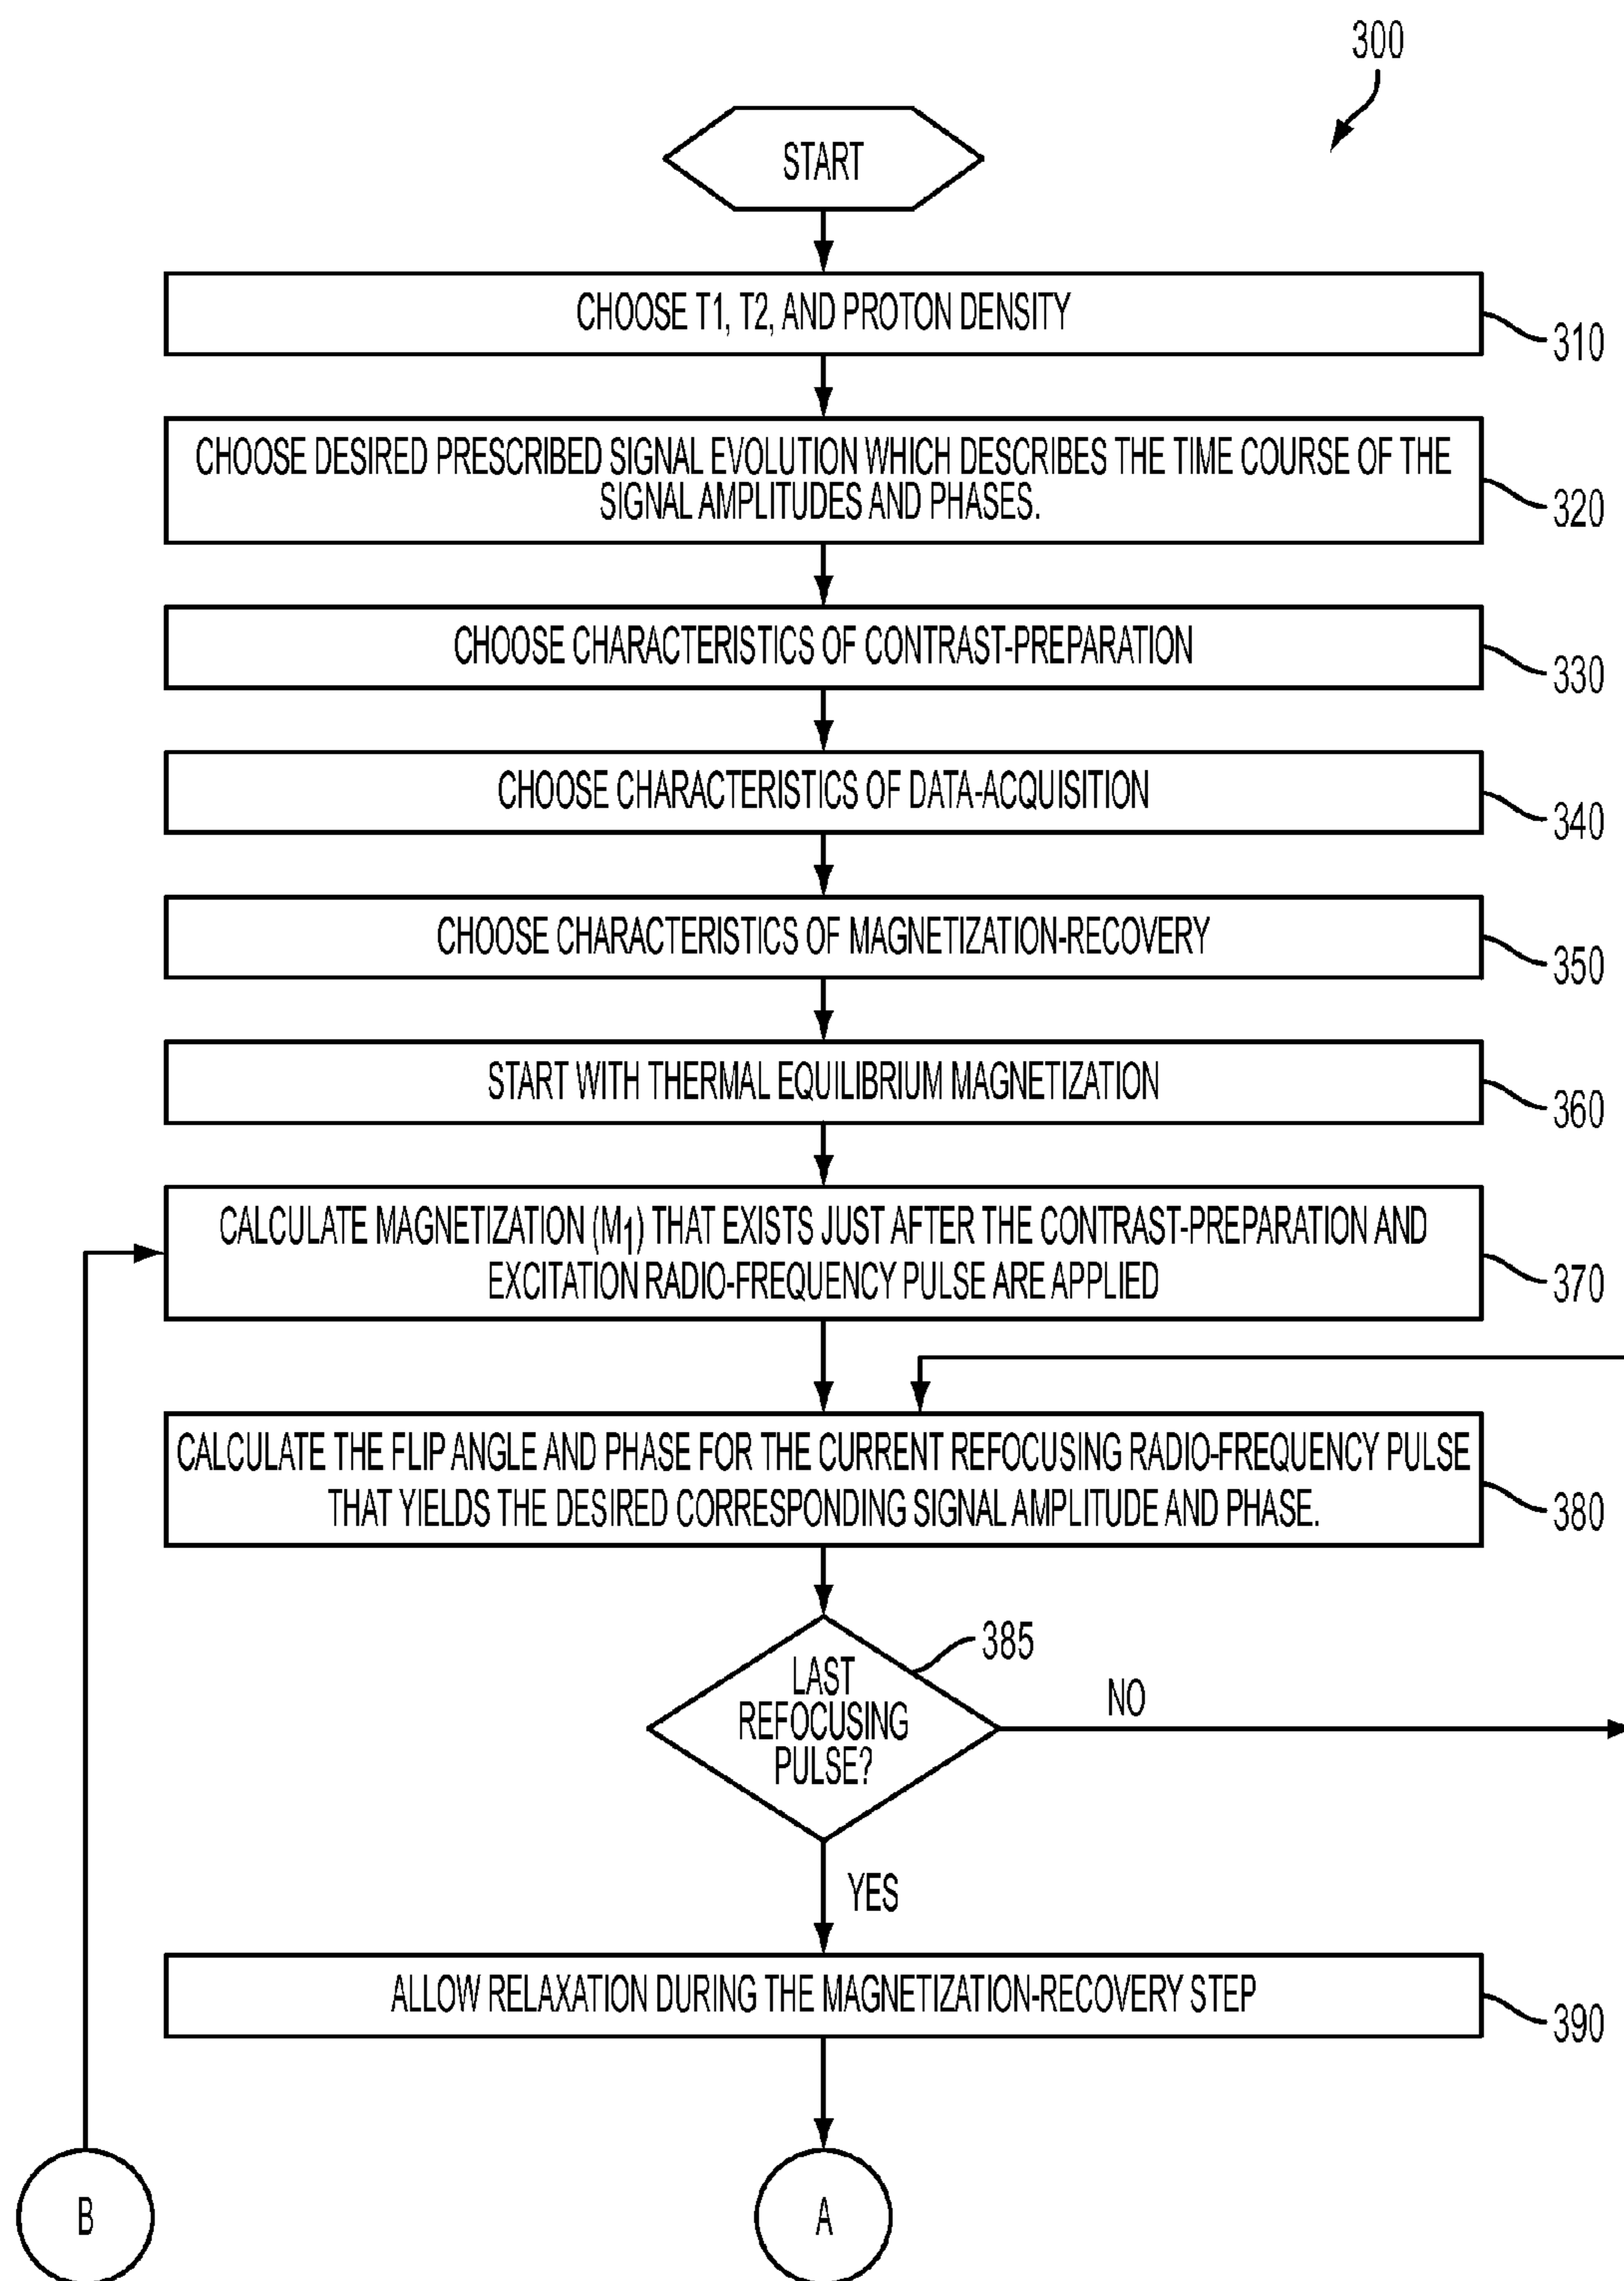 300
START
CHOOSE T1, T2, AND PROTON DENSITY
310
CHOOSE DESIRED PRESCRIBED SIGNAL EVOLUTION WHICH DESCRIBES THE TIME COURSE OF THE
SIGNAL AMPLITUDES AND PHASES.
320
CHOOSE CHARACTERISTICS OF CONTRAST-PREPARATION
330
CHOOSE CHARACTERISTICS OF DATA-ACQUISITION
340
CHOOSE CHARACTERISTICS OF MAGNETIZATION-RECOVERY
350
START WITH THERMAL EQUILIBRIUM MAGNETIZATION
360
CALCULATE MAGNETIZATION (M1) THAT EXISTS JUST AFTER THE CONTRAST-PREPARATION AND
EXCITATION RADIO-FREQUENCY PULSE ARE APPLIED
370
CALCULATE THE FLIP ANGLE AND PHASE FOR THE CURRENT REFOCUSING RADIO-FREQUENCY PULSE
THAT YIELDS THE DESIRED CORRESPONDING SIGNAL AMPLITUDE AND PHASE.
380
385
LAST
REFOCUSING
PULSE?
NO
YES
ALLOW RELAXATION DURING THE MAGNETIZATION-RECOVERY STEP
390
B
A